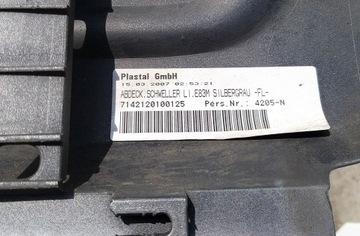 Plastal GmbH
15.03.2007 02:53:21
ABDECK.SCHWELLER LI.E83M SILBERGRAU -FL-
7142120100125 Pers.Nr.: 4205-N